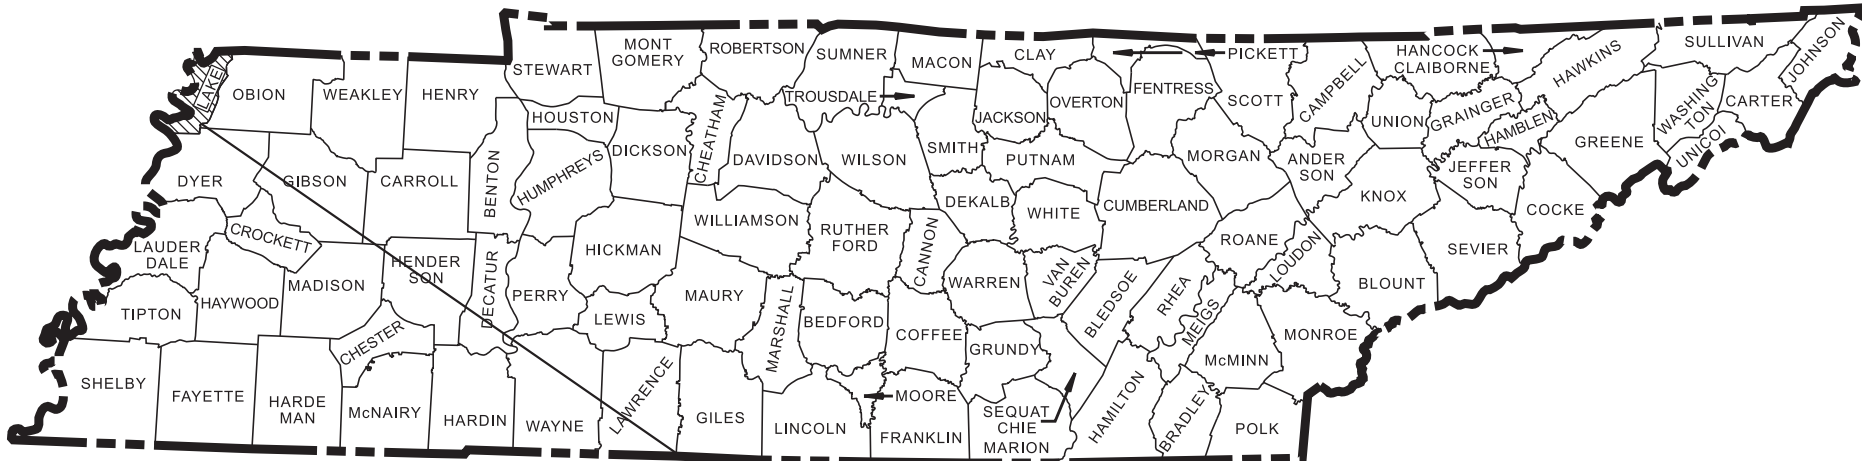 LAKE
OBION
WEAKLEY
HENRY
STEWART
MONT
GOMERY
ROBERTSON
SUMNER
MACON
CLAY
PICKETT
HANCOCK
CLAIBORNE
HAWKINS
SULLIVAN
JOHNSON
HOUSTON
CHEATHAM
TROUSDALE
JACKSON
OVERTON
FENTRESS
SCOTT
CAMPBELL
UNION
GRAINGER
HAMBLEN
GREENE
WASHING
TON
UNICOI
CARTER
DYER
GIBSON
CARROLL
BENTON
HUMPHREYS
DICKSON
DAVIDSON
WILSON
SMITH
PUTNAM
MORGAN
ANDER
SON
KNOX
JEFFER
SON
COCKE
LAUDER
DALE
CROCKETT
WILLIAMSON
RUTHER
FORD
CANNON
DEKALB
WHITE
CUMBERLAND
ROANE
LOUDON
SEVIER
TIPTON
HAYWOOD
MADISON
HENDER
SON
DECATUR
PERRY
HICKMAN
LEWIS
MAURY
MARSHALL
BEDFORD
COFFEE
WARREN
VAN
BUREN
BLEDSOE
RHEA
MEIGS
BLOUNT
MONROE
McMINN
SHELBY
FAYETTE
HARDE
MAN
CHESTER
McNAIRY
HARDIN
WAYNE
LAWRENCE
GILES
LINCOLN
MOORE
FRANKLIN
GRUNDY
SEQUAT
CHIE
MARION
HAMILTON
BRADLEY
POLK